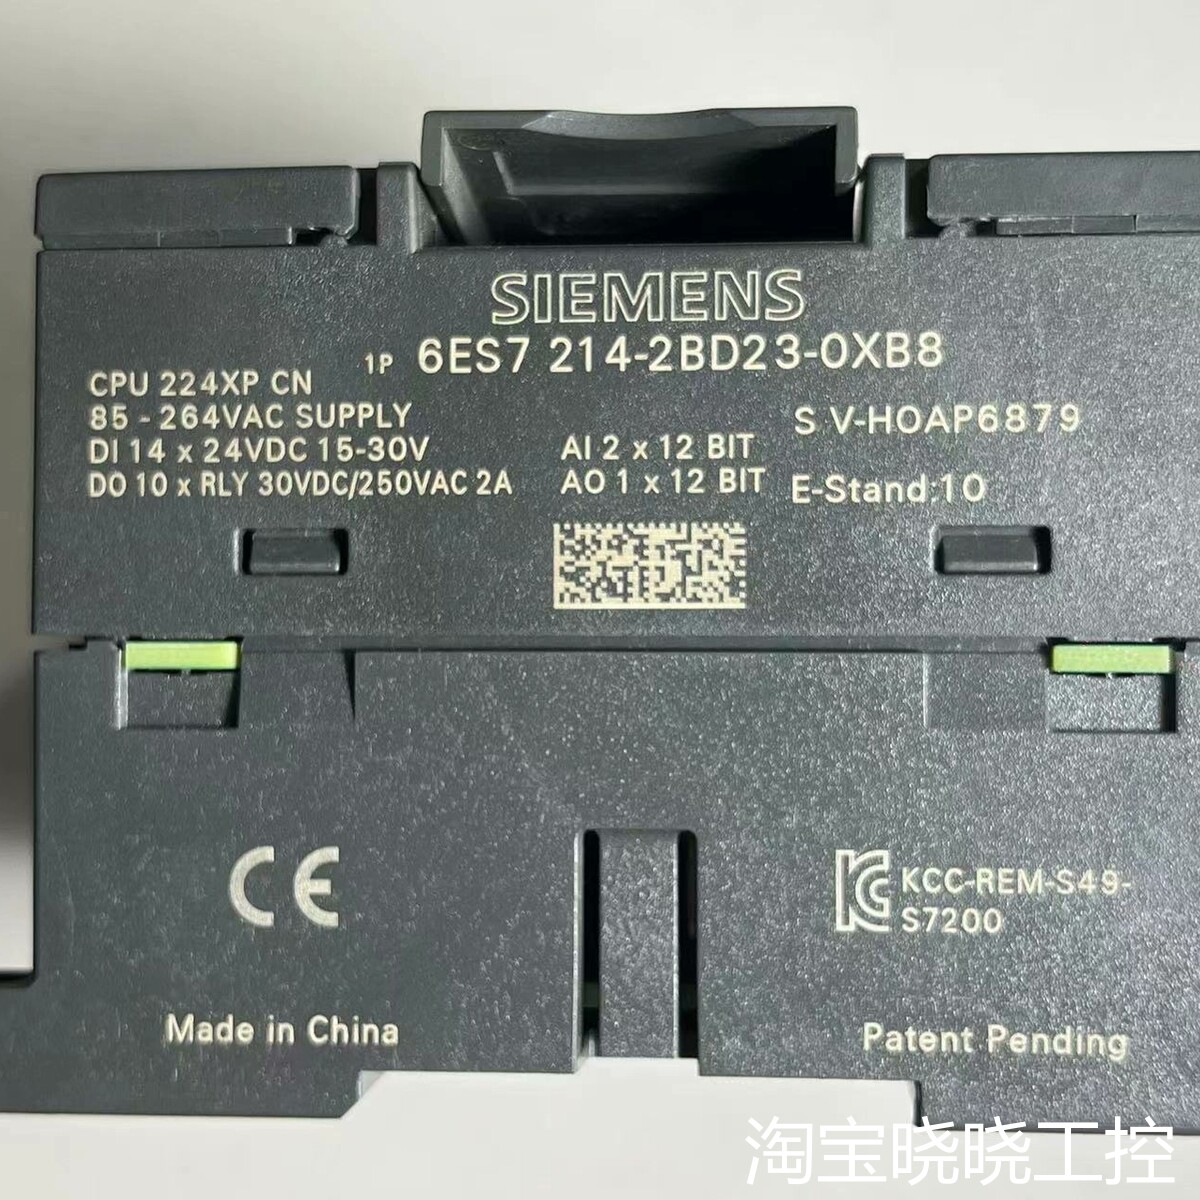 SIEMENS
1P 6ES7 214-2BD23-0XB8
CPU 224XP CN
85 - 264VAC SUPPLY
DI 14 x 24VDC 15-30V
DO 10 x RLY 30VDC/250VAC 2A
AI 2 x 12 BIT
AO 1 x 12 BIT
S V-HOAP6879
E-Stand:10
CE
KC KCC-REM-S49-
S7200
Made in China
Patent Pending
淘宝晓晓工控